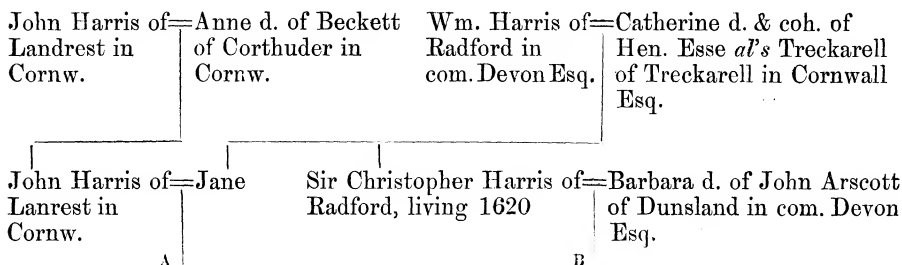 John Harris of=Anne d. of Beckett
Landrest in
of Corthuder in
Cornw.
Cornw.
Wm. Harris of=Catherine d. & coh. of
Radford in
Hen. Esse al's Treckarell
com. Devon Esq.
of Treckarell in Cornwall
Esq.
John Harris of=Jane
Lanrest in
Cornw.
Sir Christopher Harris of=Barbara d. of John Arscott
Radford, living 1620
of Dunsland in com. Devon
Esq.
A
B